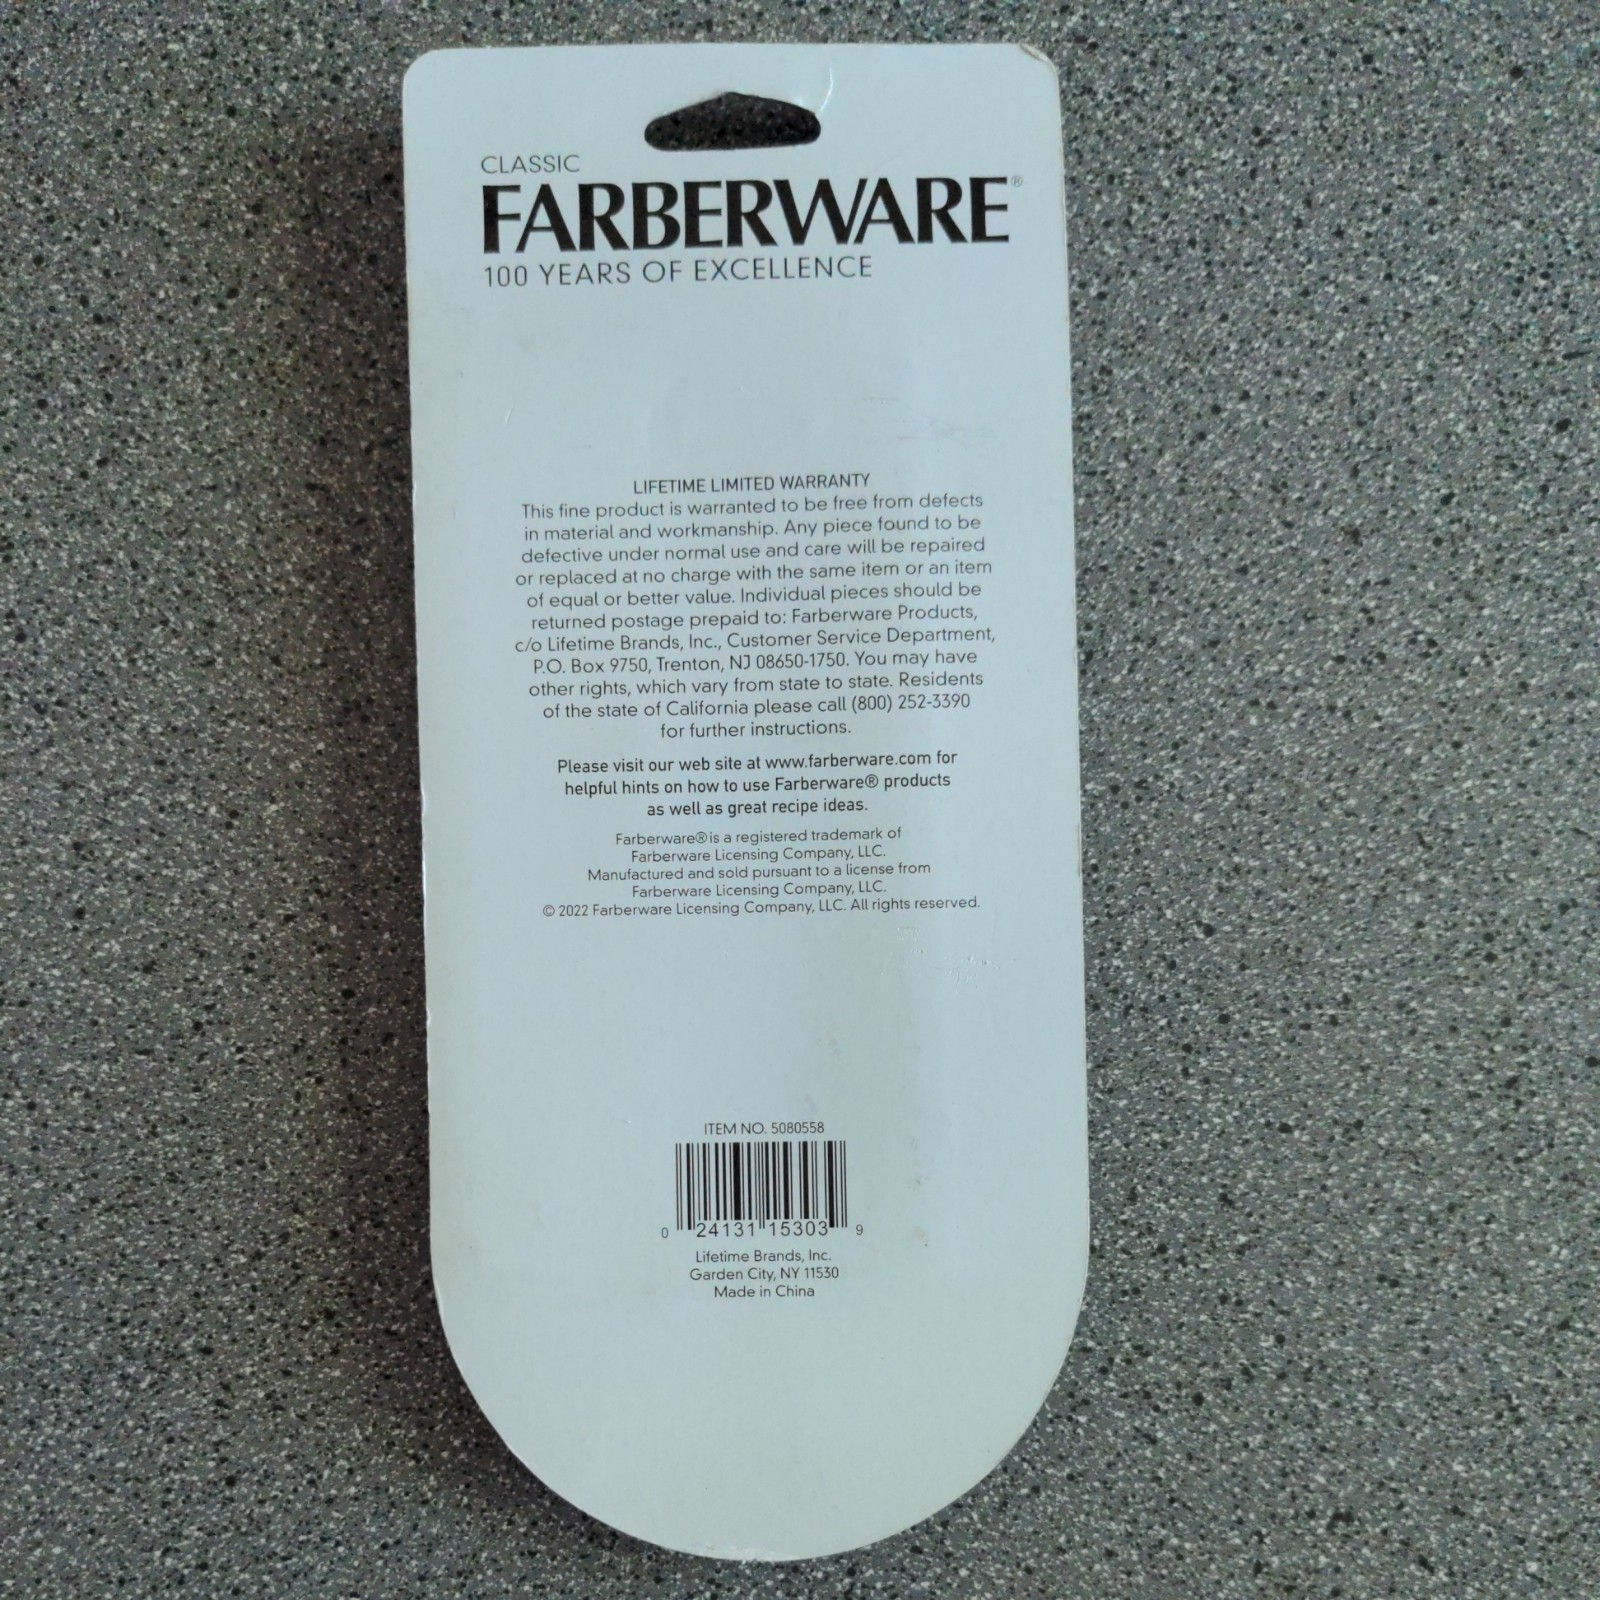 CLASSIC
FARBERWARE®
100 YEARS OF EXCELLENCE
LIFETIME LIMITED WARRANTY
This fine product is warranted to be free from defects
in material and workmanship. Any piece found to be
defective under normal use and care will be repaired
or replaced at no charge with the same item or an item
of equal or better value. Individual pieces should be
returned postage prepaid to: Farberware Products,
c/o Lifetime Brands, Inc., Customer Service Department,
P.O. Box 9750, Trenton, NJ 08650-1750. You may have
other rights, which vary from state to state. Residents
of the state of California please call (800) 252-3390
for further instructions.
Please visit our web site at www.farberware.com for
helpful hints on how to use Farberware® products
as well as great recipe ideas.
Farberware® is a registered trademark of
Farberware Licensing Company, LLC.
Manufactured and sold pursuant to a license from
Farberware Licensing Company, LLC.
© 2022 Farberware Licensing Company, LLC. All rights reserved.
ITEM NO. 5080558
0 24131 15303 9
Lifetime Brands, Inc.
Garden City, NY 11530
Made in China